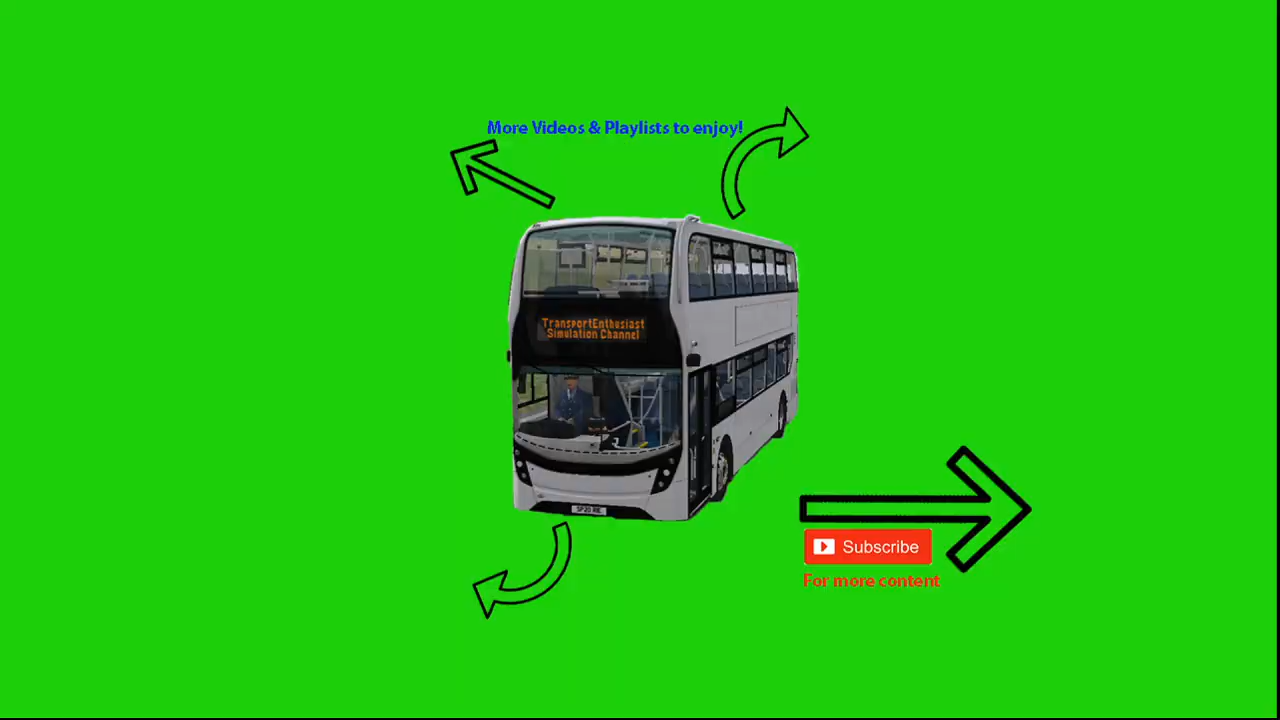 More Videos & Playlists to enjoy!
TransportEnthusiast
Simulation Channel
Subscribe
For more content